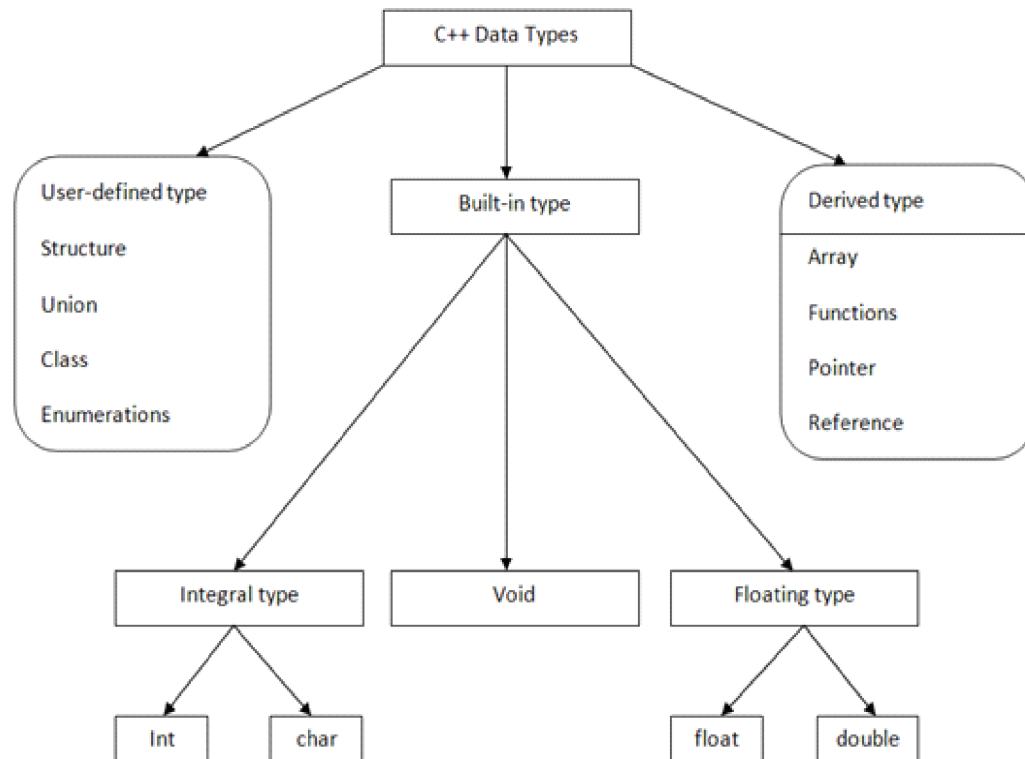 C++ Data Types
User-defined type
Structure
Union
Class
Enumerations
Built-in type
Derived type
Array
Functions
Pointer
Reference
Integral type
Void
Floating type
Int
char
float
double